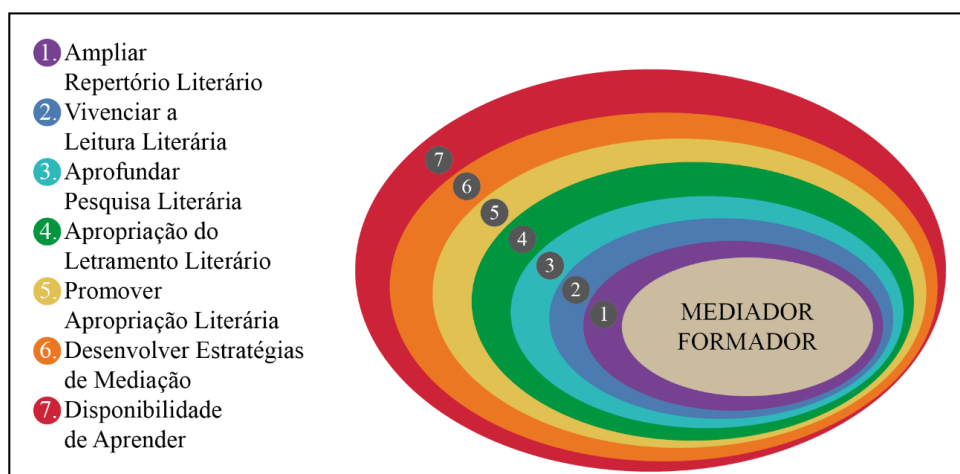 1. Ampliar
Repertório Literário
2. Vivenciar a
Leitura Literária
3. Aprofundar
Pesquisa Literária
4. Apropriação do
Letramento Literário
5. Promover
Apropriação Literária
6. Desenvolver Estratégias
de Mediação
7. Disponibilidade
de Aprender
7
6
5
4
3
2
1
MEDIADOR
FORMADOR